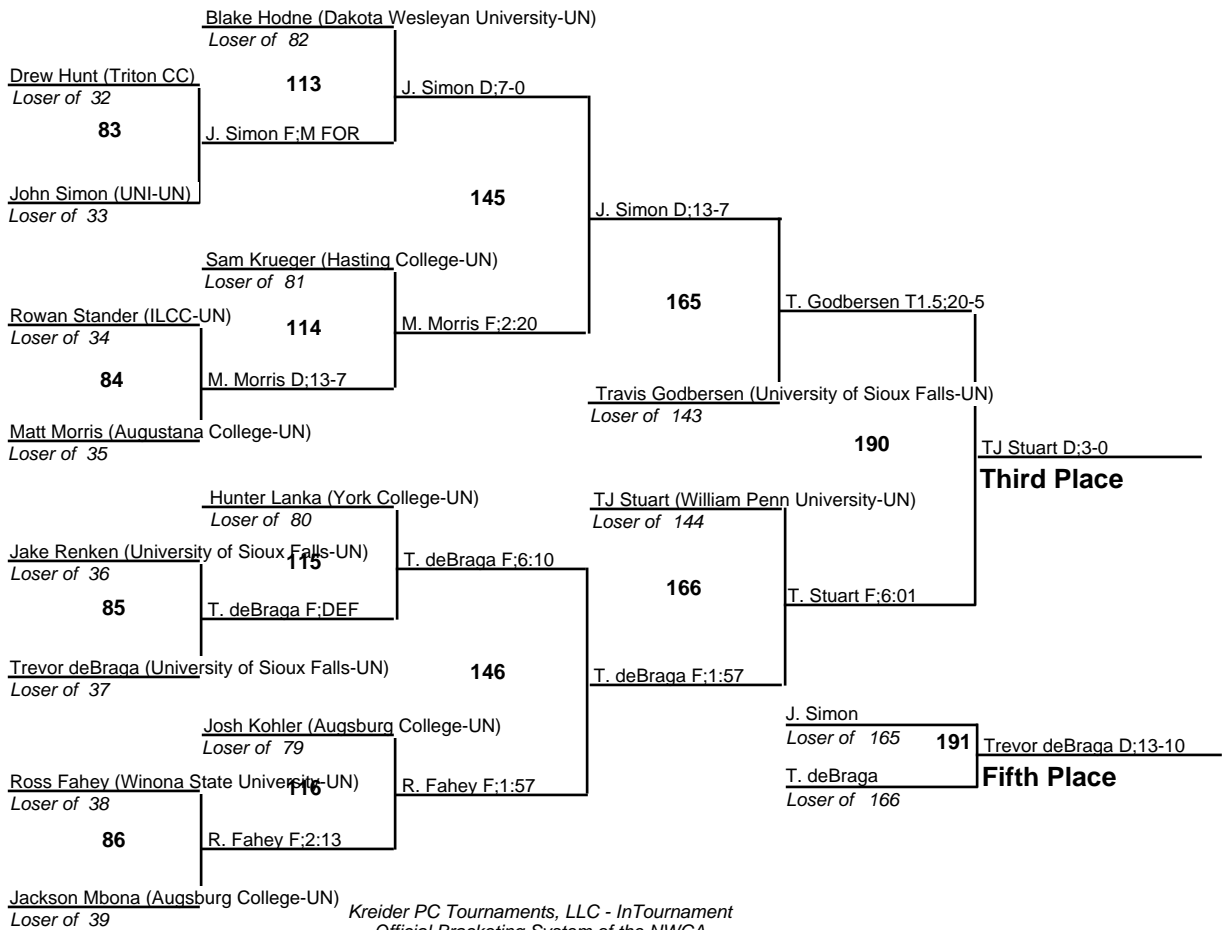 Blake Hodne (Dakota Wesleyan University-UN)
Loser of 82
Drew Hunt (Triton CC)
Loser of 32
113
J. Simon D;7-0
83
J. Simon F;M FOR
John Simon (UNI-UN)
Loser of 33
145
J. Simon D;13-7
Sam Krueger (Hasting College-UN)
Loser of 81
Rowan Stander (ILCC-UN)
Loser of 34
114
M. Morris F;2:20
165
T. Godbersen T1.5;20-5
84
M. Morris D;13-7
Travis Godbersen (University of Sioux Falls-UN)
Loser of 143
Matt Morris (Augustana College-UN)
Loser of 35
190
TJ Stuart D;3-0
Third Place
Hunter Lanka (York College-UN)
Loser of 80
TJ Stuart (William Penn University-UN)
Loser of 144
Jake Renken (University of Sioux Falls-UN)
Loser of 36
115
T. deBraga F;6:10
166
T. Stuart F;6:01
85
T. deBraga F;DEF
Trevor deBraga (University of Sioux Falls-UN)
Loser of 37
146
T. deBraga F;1:57
Josh Kohler (Augsburg College-UN)
Loser of 79
J. Simon
Loser of 165
191
Trevor deBraga D;13-10
Fifth Place
Ross Fahey (Winona State University-UN)
Loser of 38
116
R. Fahey F;1:57
T. deBraga
Loser of 166
86
R. Fahey F;2:13
Jackson Mbona (Augsburg College-UN)
Loser of 39
Kreider PC Tournaments, LLC - InTournament
Official Bracketing System of the NWCA